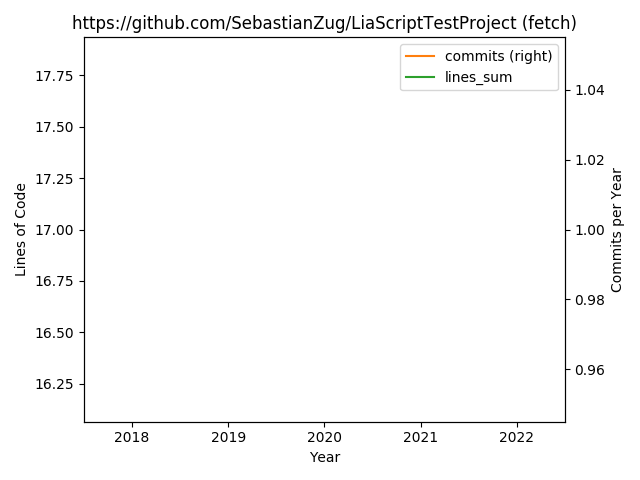 https://github.com/SebastianZug/LiaScriptTestProject (fetch)
commits (right)
lines_sum
Lines of Code
17.75
17.50
17.25
17.00
16.75
16.50
16.25
1.04
1.02
1.00
0.98
0.96
Commits per Year
2018 2019 2020 2021 2022
Year